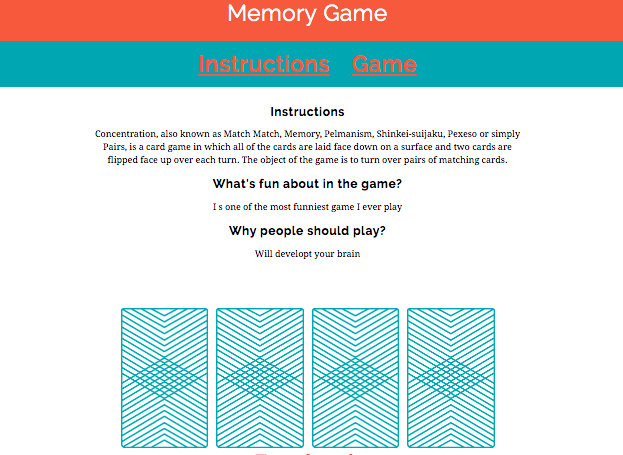 Memory Game
Instructions Game
Instructions
Concentration, also known as Match Match, Memory, Pelmanism, Shinkei-suijaku, Pexeso or simply
Pairs, is a card game in which all of the cards are laid face down on a surface and two cards are
flipped face up over each turn. The object of the game is to turn over pairs of matching cards.
What's fun about in the game?
I s one of the most funniest game I ever play
Why people should play?
Will developt your brain